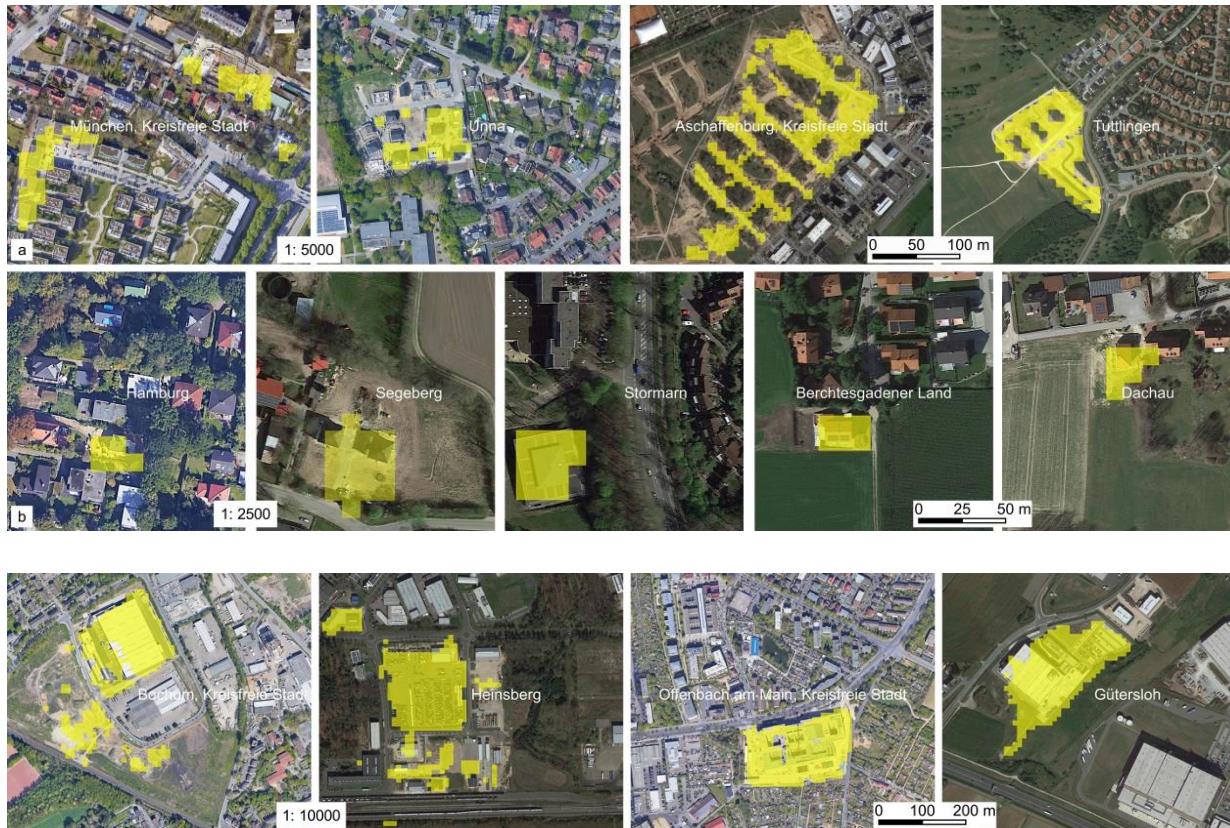 München, Kreisfreie Stadt
Unna
Aschaffenburg, Kreisfreie Stadt
Tuttlingen
a
1: 5000
0 50 100 m
Hamburg
Segeberg
Stormarn
Berchtesgadener Land
Dachau
b
1: 2500
0 25 50 m
Bochum, Kreisfreie Stadt
Heinsberg
Offenbach am Main, Kreisfreie Stadt
Gütersloh
1: 10000
0 100 200 m